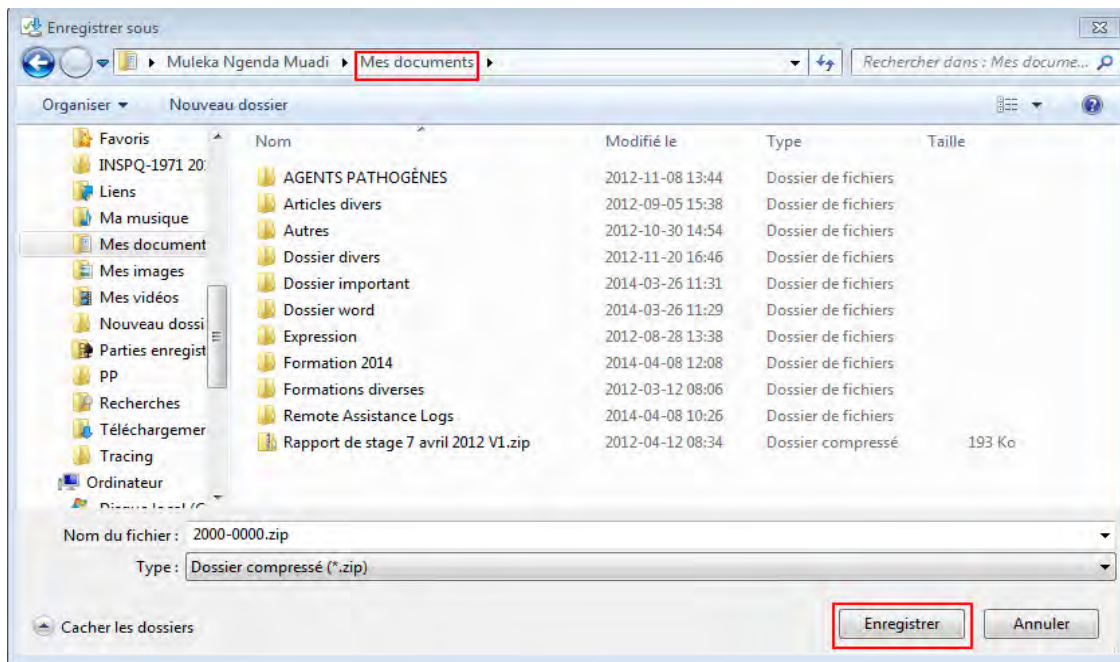 Enregistrer sous
Muleka Ngenda Muadi Mes documents Rechercher dans : Mes docume...
Organiser Nouveau dossier
Favoris
INSPQ-1971 20
Liens
Ma musique
Mes document
Mes images
Mes vidéos
Nouveau dossi
Parties enregist
PP
Recherches
Téléchargemer
Tracing
Ordinateur
Nom Modifié le Type Taille
AGENTS PATHOGÈNES 2012-11-08 13:44 Dossier de fichiers
Articles divers 2012-09-05 15:38 Dossier de fichiers
Autres 2012-10-30 14:54 Dossier de fichiers
Dossier divers 2012-11-20 16:46 Dossier de fichiers
Dossier important 2014-03-26 11:31 Dossier de fichiers
Dossier word 2014-03-26 11:29 Dossier de fichiers
Expression 2012-08-28 13:38 Dossier de fichiers
Formation 2014 2014-04-08 12:08 Dossier de fichiers
Formations diverses 2012-03-12 08:06 Dossier de fichiers
Remote Assistance Logs 2014-04-08 10:26 Dossier de fichiers
Rapport de stage 7 avril 2012 V1.zip 2012-04-12 08:34 Dossier compressé 193 Ko
Nom du fichier : 2000-0000.zip
Type : Dossier compressé (*.zip)
Cacher les dossiers Enregistrer Annuler